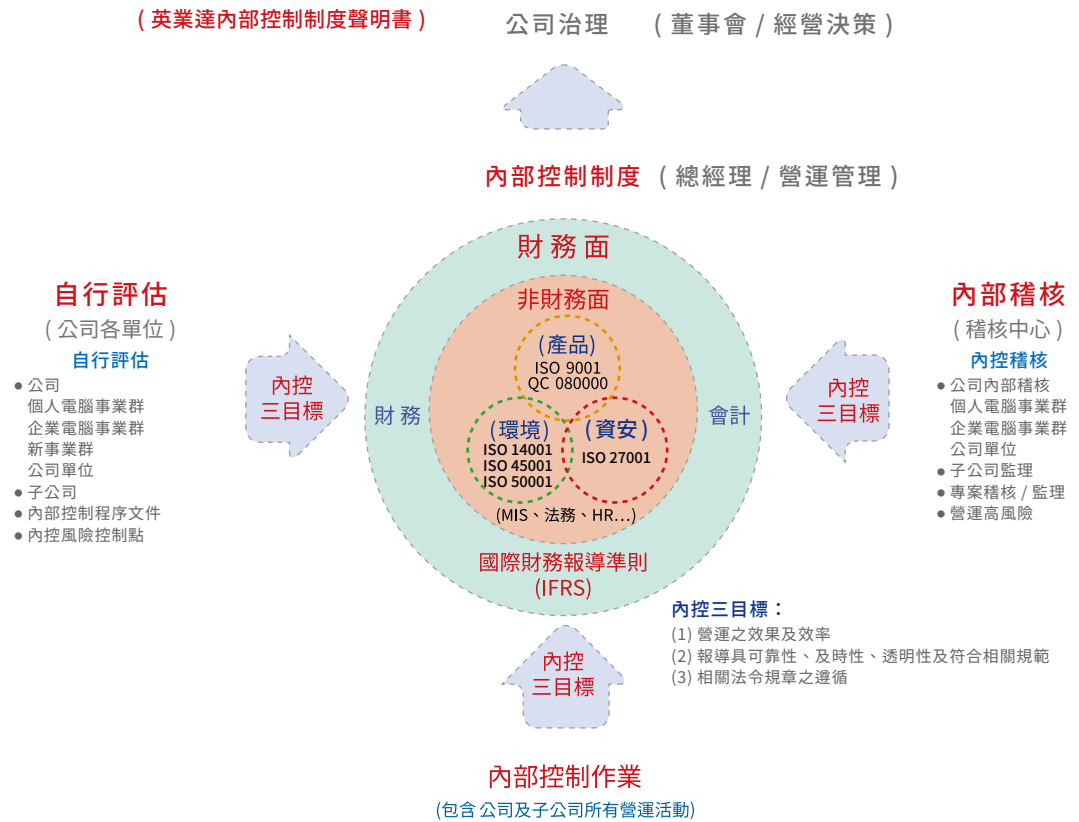 ( 英業達內部控制制度聲明書 )
公司治理 ( 董事會 / 經營決策 )
內部控制制度 ( 總經理 / 營運管理 )
財務面
非財務面
(產品)
ISO 9001
QC 080000
(環境)
ISO 14001
ISO 45001
ISO 50001
(資安)
ISO 27001
(MIS、法務、HR…)
財務
會計
國際財務報導準則
(IFRS)
自行評估
( 公司各單位 )
自行評估
● 公司
個人電腦事業群
企業電腦事業群
新事業群
公司單位
● 子公司
● 內部控制程序文件
● 內控風險控制點
內控
三目標
內控
三目標
內部稽核
( 稽核中心 )
內控稽核
● 公司內部稽核
個人電腦事業群
企業電腦事業群
公司單位
● 子公司監理
● 專案稽核 / 監理
● 營運高風險
內控三目標：
(1) 營運之效果及效率
(2) 報導具可靠性、及時性、透明性及符合相關規範
(3) 相關法令規章之遵循
內控
三目標
內部控制作業
(包含公司及子公司所有營運活動)